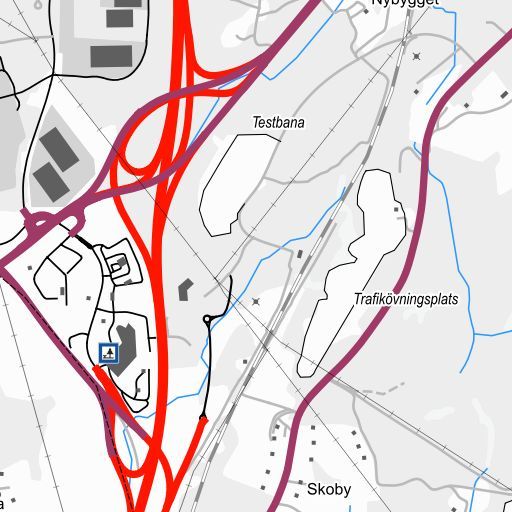 Nybygget
Testbana
Trafikövningsplats
Skoby
a